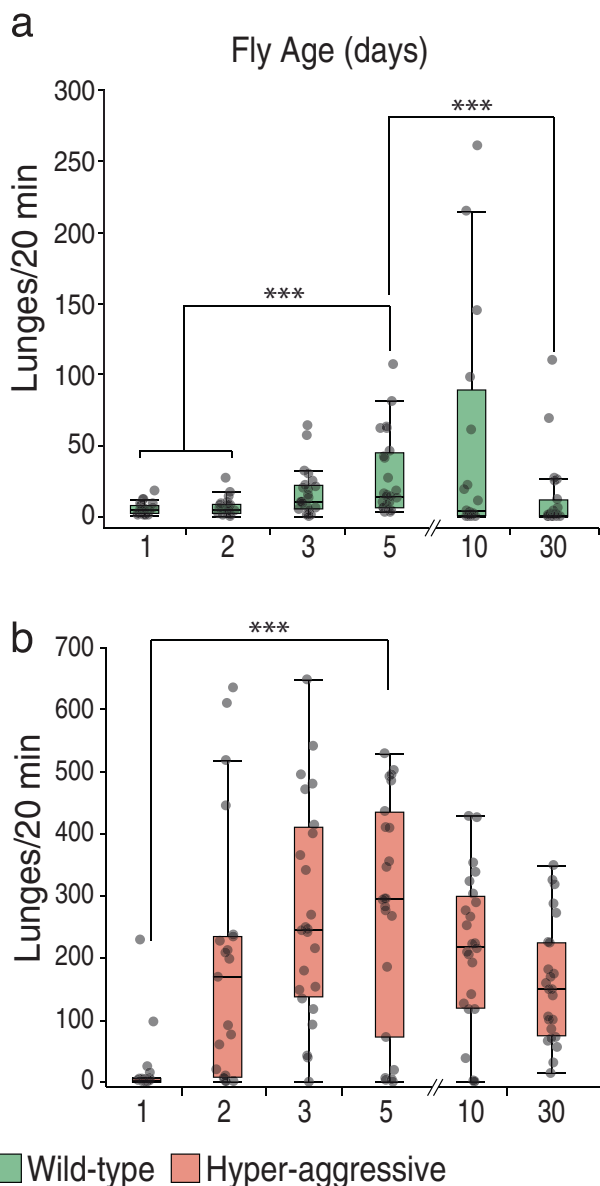 a
Fly Age (days)
Lunges/20 min
300
250
200
150
100
50
0
***
***
1 2 3 5 10 30
b
Lunges/20 min
700
600
500
400
300
200
100
0
***
1 2 3 5 10 30
Wild-type Hyper-aggressive